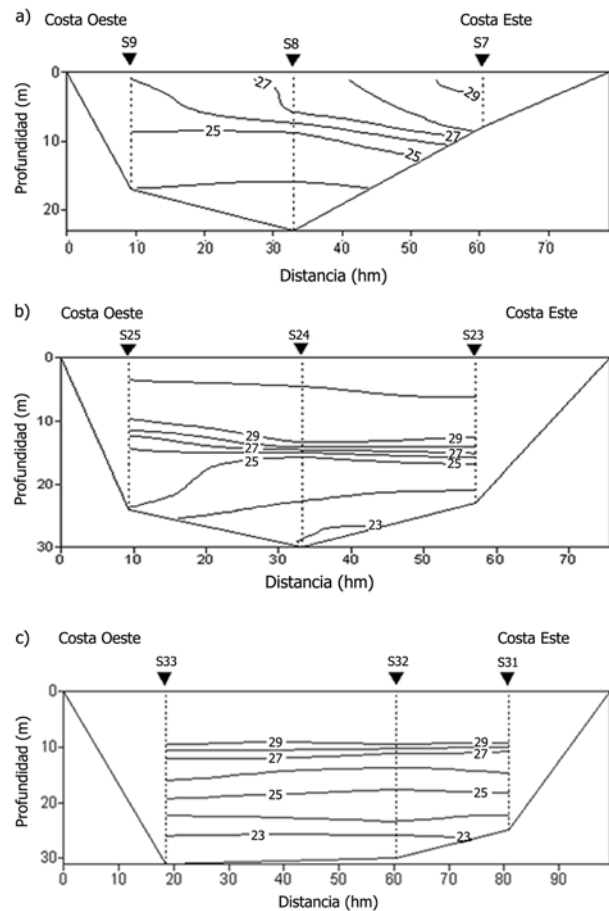 a) Costa Oeste Costa Este
S9 S8 S7
0
10
20
Profundidad (m)
27
29
25
27
25
0 10 20 30 40 50 60 70
Distancia (hm)
b) Costa Oeste Costa Este
S25 S24 S23
0
10
20
30
Profundidad (m)
29
27
25
29
27
25
23
0 10 20 30 40 50 60 70
Distancia (hm)
c) Costa Oeste Costa Este
S33 S32 S31
0
10
20
30
Profundidad (m)
29
27
25
23
29
27
25
23
0 10 20 30 40 50 60 70 80 90
Distancia (hm)